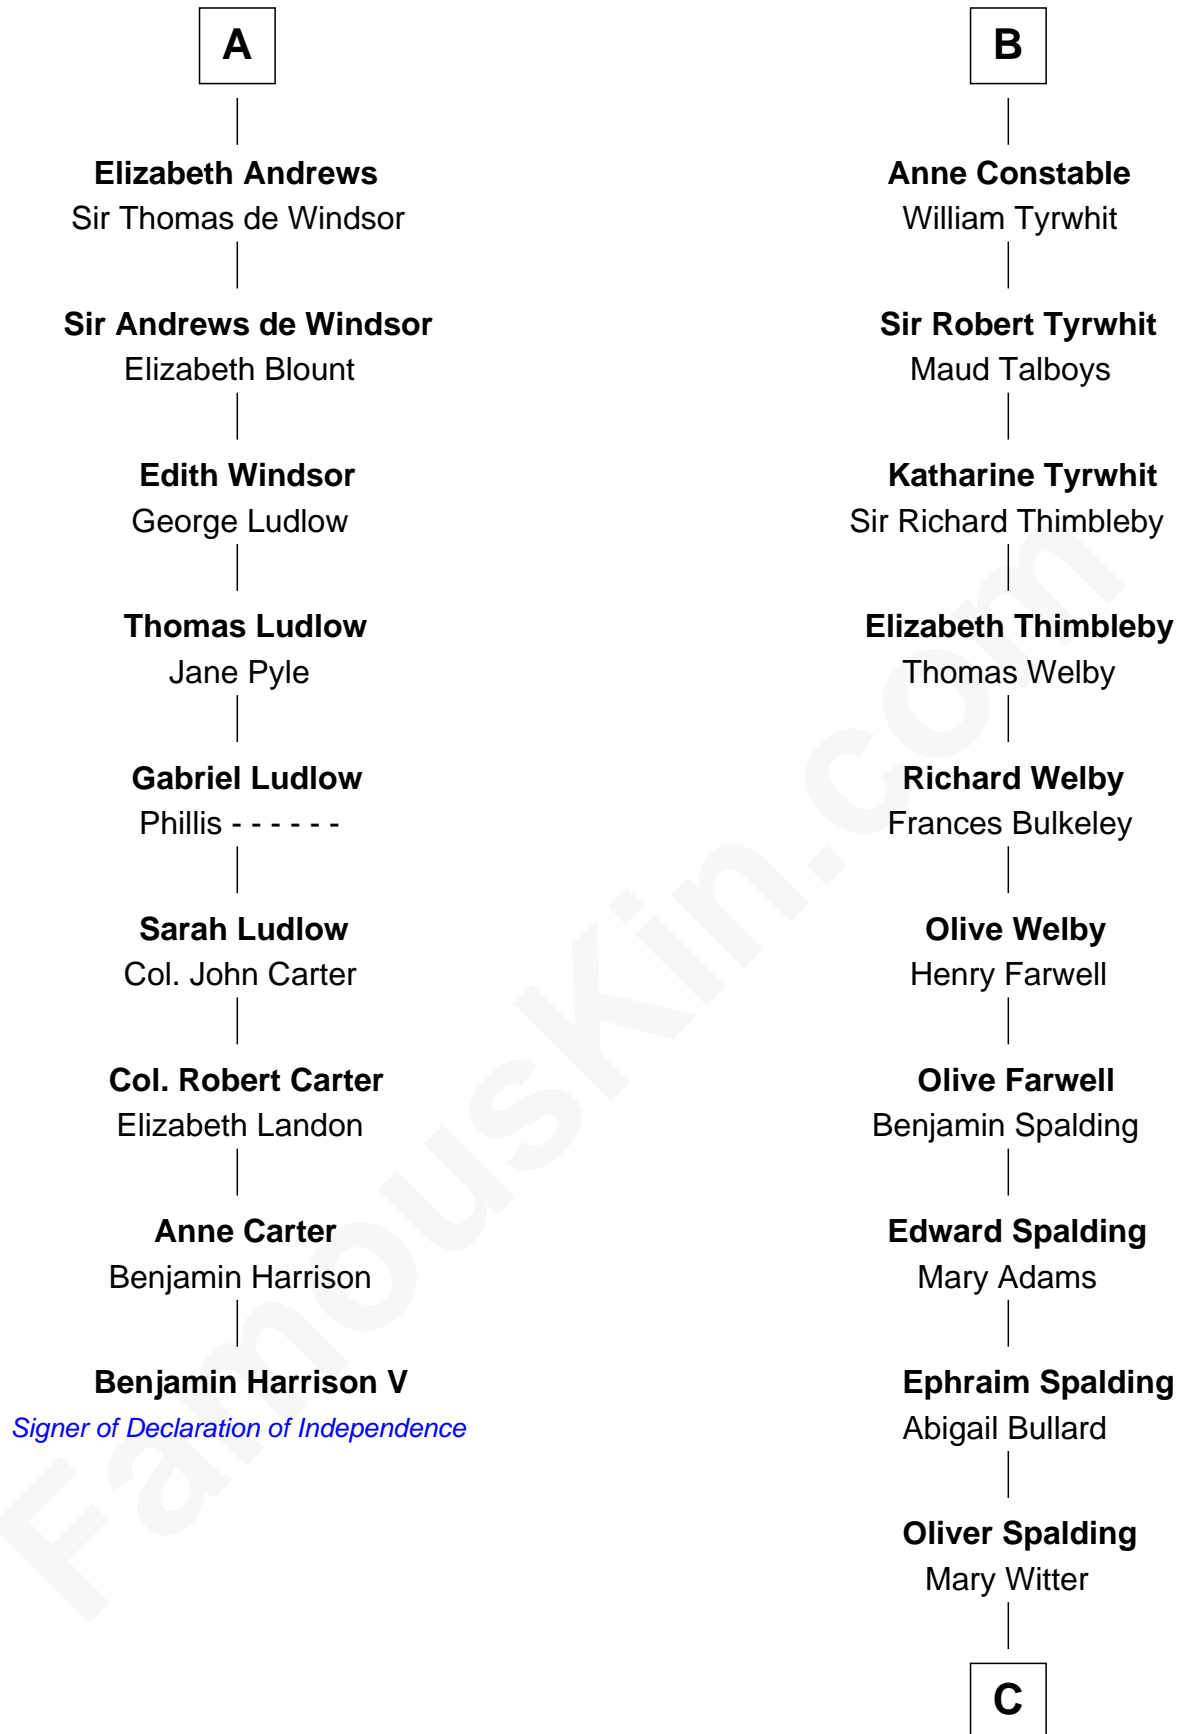 A
Elizabeth Andrews
Sir Thomas de Windsor
Sir Andrews de Windsor
Elizabeth Blount
Edith Windsor
George Ludlow
Thomas Ludlow
Jane Pyle
Gabriel Ludlow
Phillis - - - - - -
Sarah Ludlow
Col. John Carter
Col. Robert Carter
Elizabeth Landon
Anne Carter
Benjamin Harrison
Benjamin Harrison V
Signer of Declaration of Independence
B
Anne Constable
William Tyrwhit
Sir Robert Tyrwhit
Maud Talboys
Katharine Tyrwhit
Sir Richard Thimbleby
Elizabeth Thimbleby
Thomas Welby
Richard Welby
Frances Bulkeley
Olive Welby
Henry Farwell
Olive Farwell
Benjamin Spalding
Edward Spalding
Mary Adams
Ephraim Spalding
Abigail Bullard
Oliver Spalding
Mary Witter
C
FamousKin.com